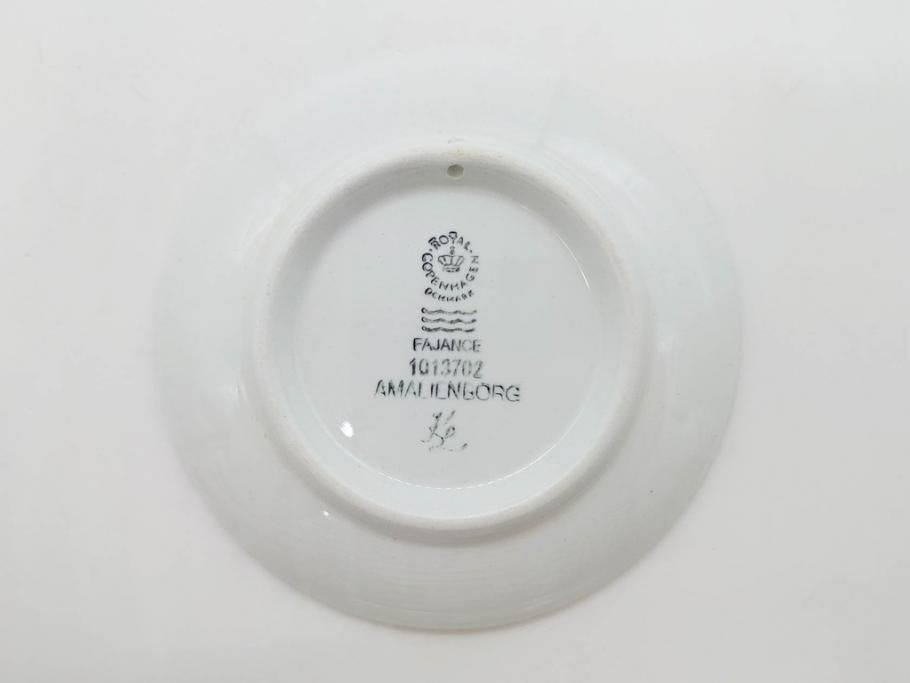 ROYAL
COPENHAGEN
DENMARK
FAJANCE
1013702
AMALIENBORG